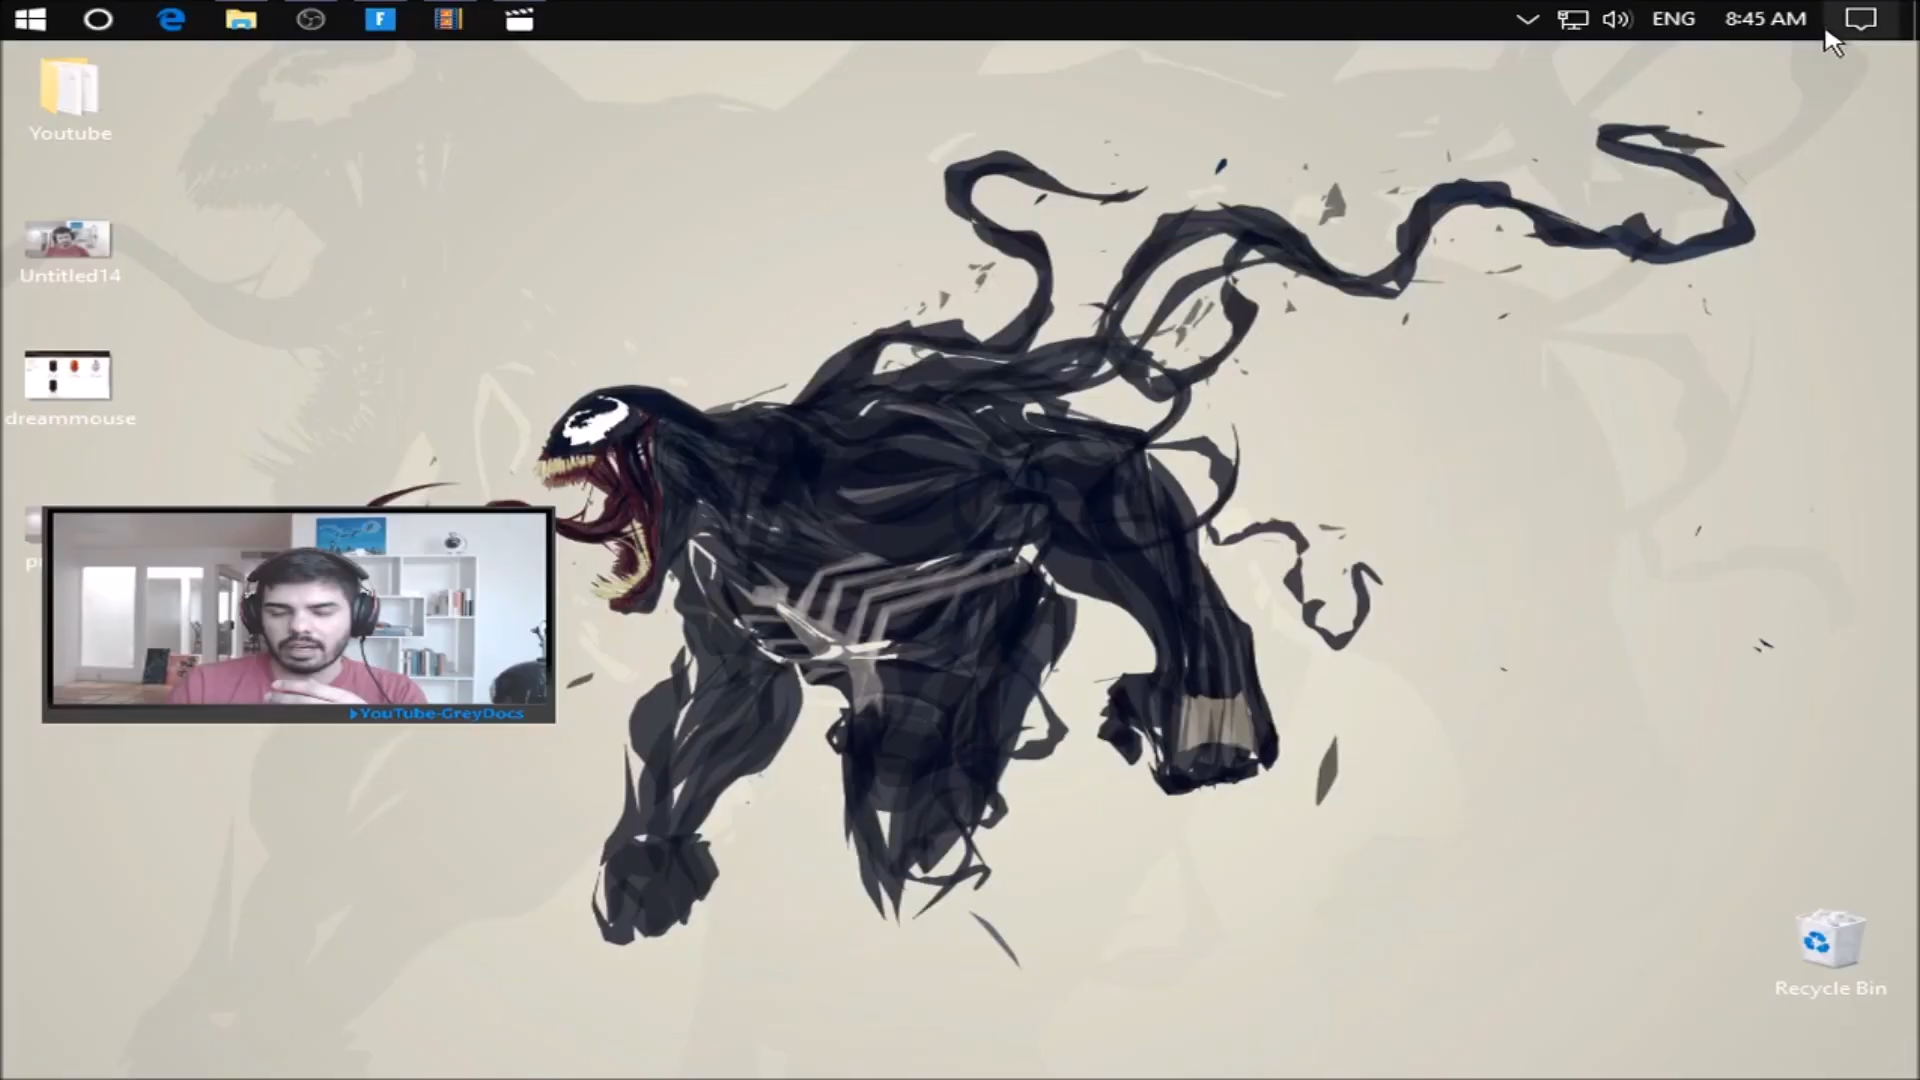 F
ENG
8:45 AM
Youtube
Untitled14
dreammouse
YouTube-GreyDocs
Recycle Bin